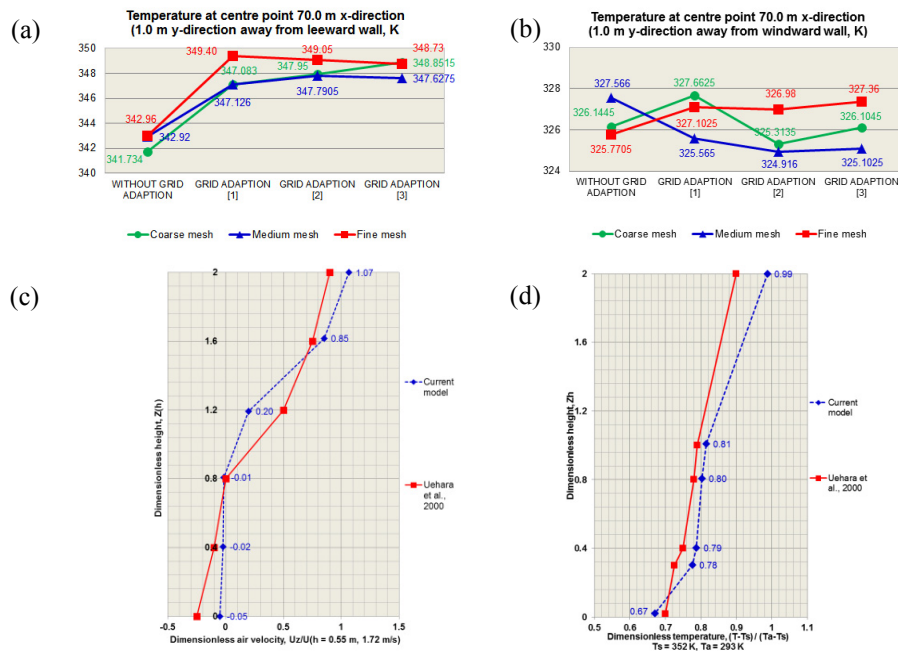 (a)
Temperature at centre point 70.0 m x-direction
(1.0 m y-direction away from leeward wall, K
350
348
346
344
342
340
341.734
342.96
342.92
349.40
347.083
347.126
349.05
347.95
347.7905
348.73
348.8515
347.6275
WITHOUT GRID ADAPTION
GRID ADAPTION [1]
GRID ADAPTION [2]
GRID ADAPTION [3]
Coarse mesh
Medium mesh
Fine mesh
(b)
Temperature at centre point 70.0 m x-direction
(1.0 m y-direction away from windward wall, K
330
328
326
324
327.566
326.1445
325.7705
327.6625
327.1025
325.565
326.98
325.3135
324.916
327.36
326.1045
325.1025
WITHOUT GRID ADAPTION
GRID ADAPTION [1]
GRID ADAPTION [2]
GRID ADAPTION [3]
Coarse mesh
Medium mesh
Fine mesh
(c)
Dimensionless height, Z(h)
2
1.6
1.2
0.8
0.4
0
1.07
0.85
0.20
-0.01
-0.02
-0.05
-0.5
0
0.5
1
1.5
Dimensionless air velocity, Uz/U(h = 0.55 m, 1.72 m/s)
Current model
Uehara et al., 2000
(d)
Dimensionless height, Zh
2
1.6
1.2
0.8
0.4
0
0.99
0.81
0.80
0.79
0.78
0.67
0.5
0.6
0.7
0.8
0.9
1
1.1
Dimensionless temperature, (T-Ts) / (Ta-Ts)
Ts = 352 K, Ta = 293 K
Current model
Uehara et al., 2000